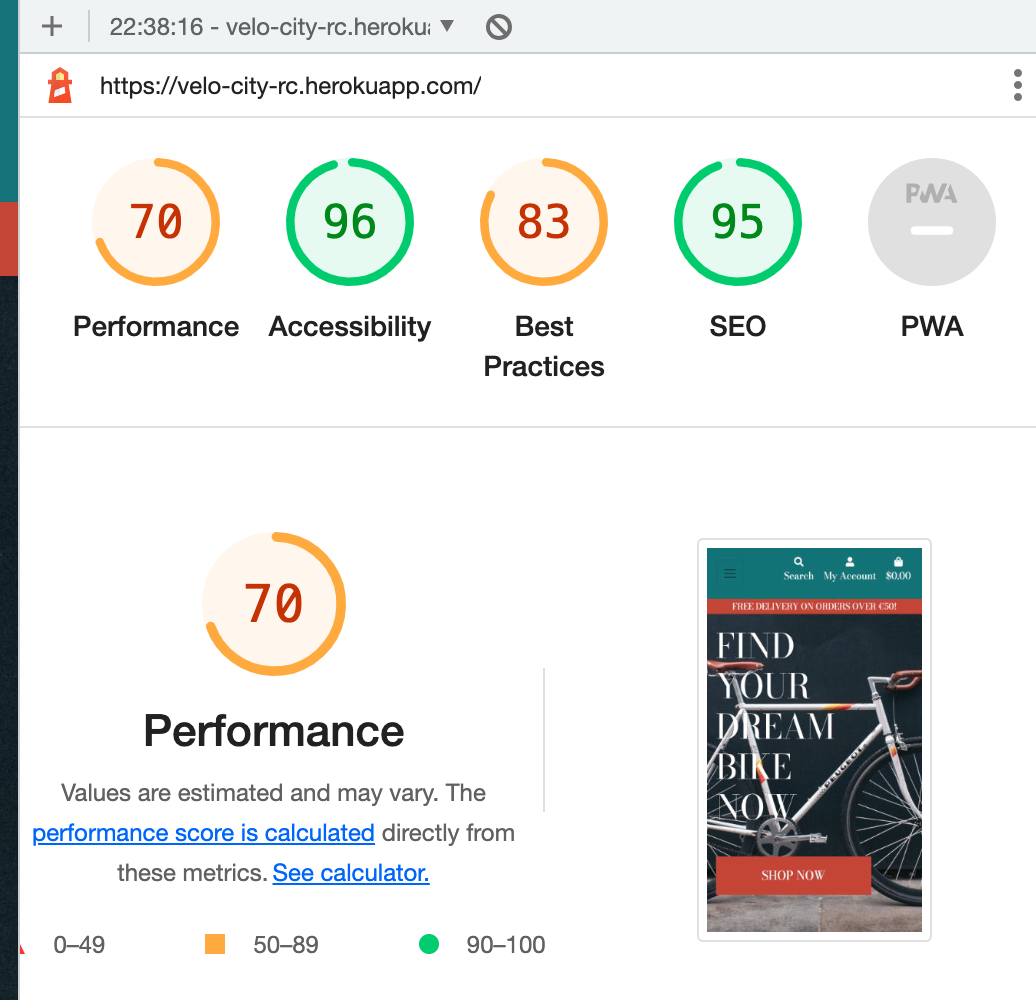 22:38:16 - velo-city-rc.heroku
https://velo-city-rc.herokuapp.com/
70
96
83
95
PWA
Performance
Accessibility
Best
Practices
SEO
PWA
70
Performance
Values are estimated and may vary. The
performance score is calculated directly from
these metrics. See calculator.
0–49
50–89
90–100
Search
My Account
$0.00
FREE DELIVERY ON ORDERS OVER €50!
FIND
YOUR
DREAM
BIKE
NOW
PEUGEOT
SHOP NOW